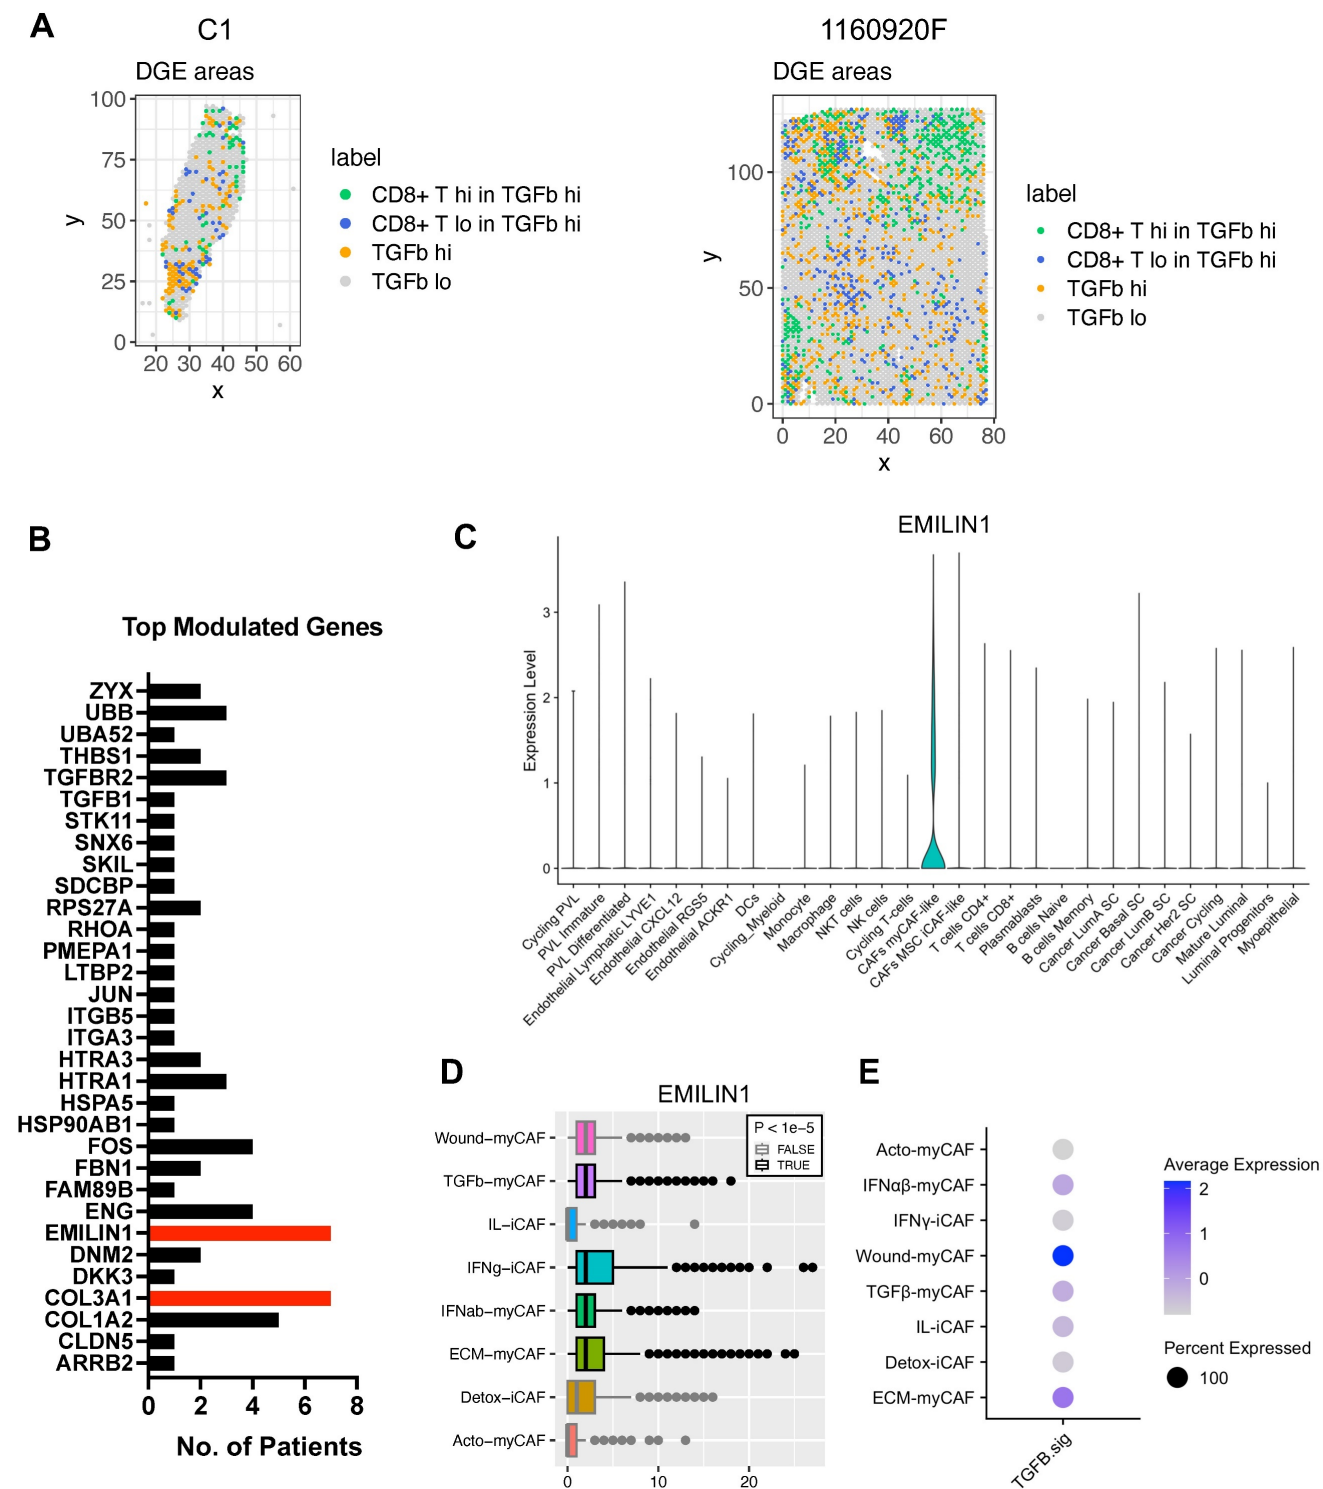 A
C1
DGE areas
100
75
50
25
0
y
20 30 40 50 60
x
label
CD8+ T hi in TGFb hi
CD8+ T lo in TGFb hi
TGFb hi
TGFb lo
1160920F
DGE areas
100
50
0
y
0 20 40 60 80
x
label
CD8+ T hi in TGFb hi
CD8+ T lo in TGFb hi
TGFb hi
TGFb lo
B
Top Modulated Genes
ZYX
UBB
UBA52
THBS1
TGFBR2
TGFB1
STK11
SNX6
SKIL
SDCBP
RPS27A
RHOA
PMEPA1
LTBP2
JUN
ITGB5
ITGA3
HTRA3
HTRA1
HSPA5
HSP90AB1
FOS
FBN1
FAM89B
ENG
EMILIN1
DNM2
DKK3
COL3A1
COL1A2
CLDN5
ARRB2
0 2 4 6 8
No. of Patients
C
EMILIN1
Expression Level
3
2
1
0
Cycling PVL
PVL Immature
PVL Differentiated
Endothelial Lymphatic LYVE1
Endothelial CXCL12
Endothelial RGS5
Endothelial ACKR1
DCs
Cycling_Myeloid
Monocyte
Macrophage
NKT cells
NK cells
Cycling T-cells
CAFs myCAF-like
CAFs MSC iCAF-like
T cells CD4+
T cells CD8+
Plasmablasts
B cells Naive
B cells Memory
Cancer LumA SC
Cancer Basal SC
Cancer LumB SC
Cancer Her2 SC
Cancer Cycling
Mature Luminal
Luminal Progenitors
Myoepithelial
D
EMILIN1
P < 1e−5
FALSE
TRUE
Wound−myCAF
TGFb−myCAF
IL−iCAF
IFNg−iCAF
IFNab−myCAF
ECM−myCAF
Detox−iCAF
Acto−myCAF
0 10 20
E
Acto-myCAF
IFNαβ-myCAF
IFNγ-iCAF
Wound-myCAF
TGFβ-myCAF
IL-iCAF
Detox-iCAF
ECM-myCAF
TGFB.sig
Average Expression
2
1
0
Percent Expressed
100